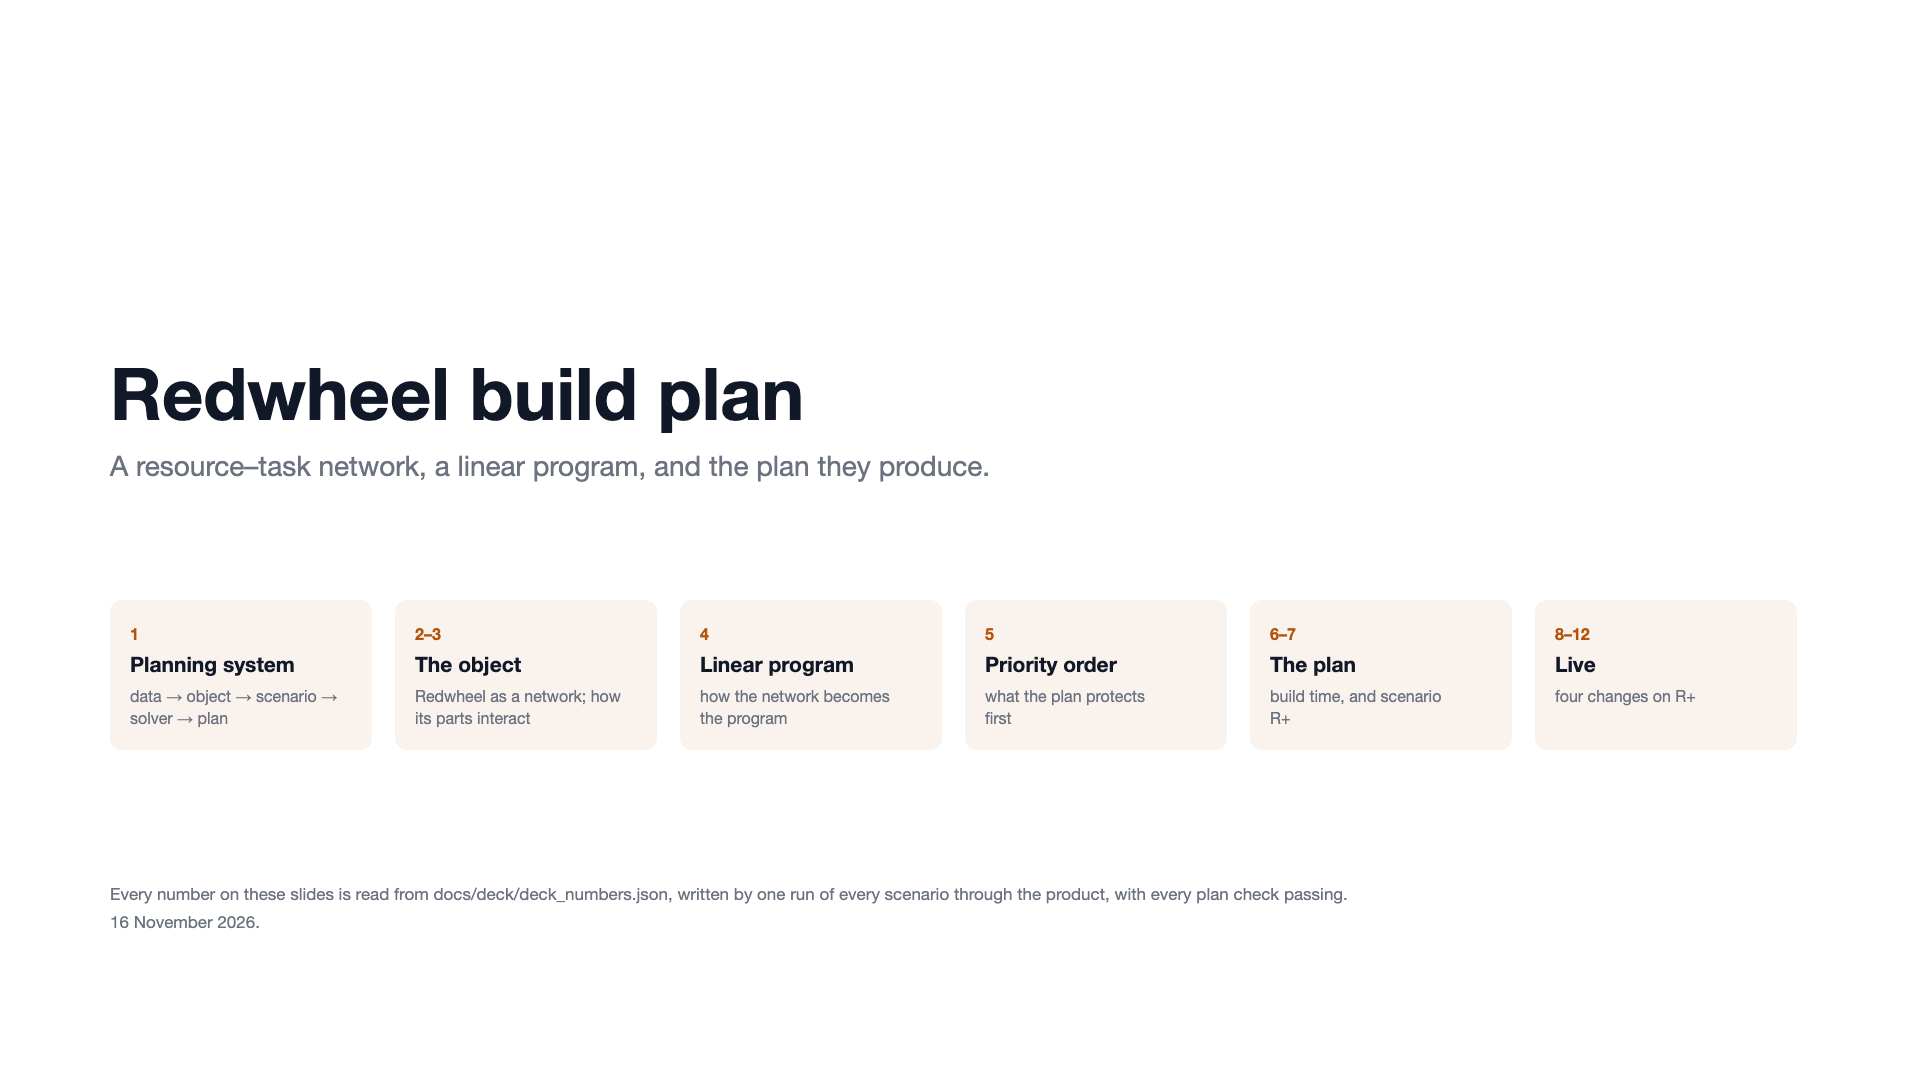 Redwheel build plan
A resource–task network, a linear program, and the plan they produce.
1
Planning system
data → object → scenario →
solver → plan
2–3
The object
Redwheel as a network; how
its parts interact
4
Linear program
how the network becomes
the program
5
Priority order
what the plan protects
first
6–7
The plan
build time, and scenario
R+
8–12
Live
four changes on R+
Every number on these slides is read from docs/deck/deck_numbers.json, written by one run of every scenario through the product, with every plan check passing.
16 November 2026.